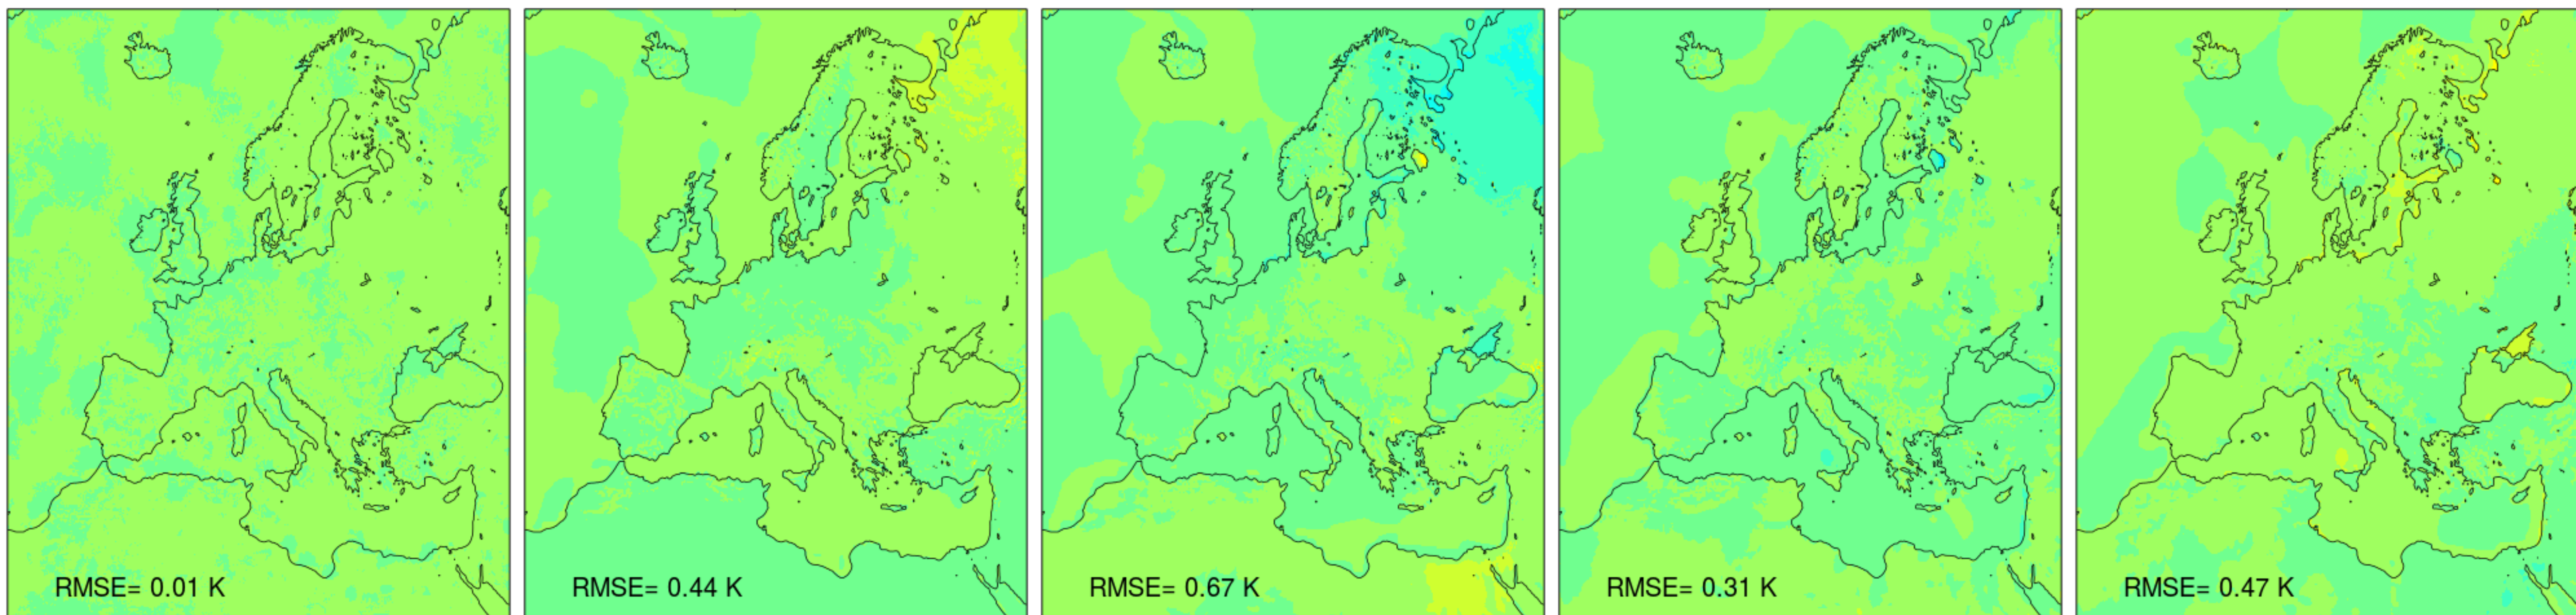 RMSE= 0.01 K
RMSE= 0.44 K
RMSE= 0.67 K
RMSE= 0.31 K
RMSE= 0.47 K